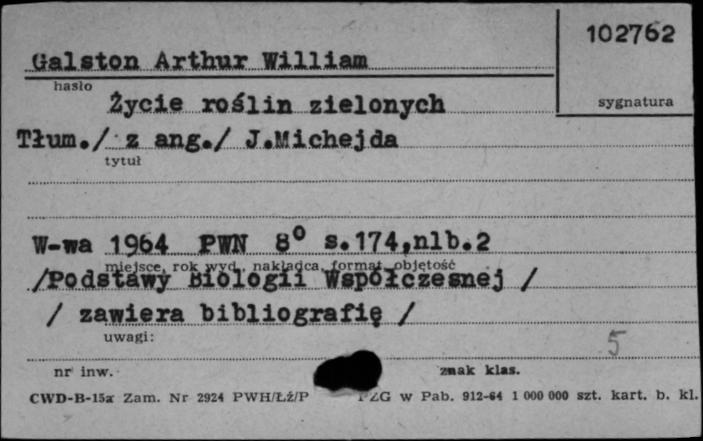 102762
Galston Arthur William
hasło
sygnatura
Życie roślin zielonych
Tłum./ z ang./ J.Michejda
tytuł
W-wa 1964 PWN 8° s.174,nlb.2
miejsce, rok wyd., nakładca, format, objętość
/Podstawy Biologii Współczesnej /
/ zawiera bibliografię /
uwagi:
5
nr inw.
znak klas.
CWD-B-15a Zam. Nr 2924 PWH/Łż/P PZG w Pab. 912-64 1 000 000 szt. kart. b. kl.